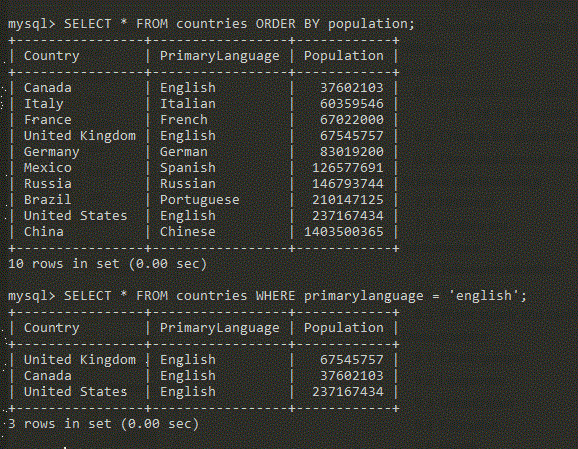 mysql> SELECT * FROM countries ORDER BY population;
+----------------+-----------------+------------+
| Country        | PrimaryLanguage | Population |
+----------------+-----------------+------------+
| Canada         | English         |   37602103 |
| Italy          | Italian         |   60359546 |
| France         | French          |   67022000 |
| United Kingdom | English         |   67545757 |
| Germany        | German          |   83019200 |
| Mexico         | Spanish         |  126577691 |
| Russia         | Russian         |  146793744 |
| Brazil         | Portuguese      |  210147125 |
| United States  | English         |  237167434 |
| China          | Chinese         | 1403500365 |
+----------------+-----------------+------------+
10 rows in set (0.00 sec)
mysql> SELECT * FROM countries WHERE primarylanguage = 'english';
+----------------+-----------------+------------+
| Country        | PrimaryLanguage | Population |
+----------------+-----------------+------------+
| United Kingdom | English         |   67545757 |
| Canada         | English         |   37602103 |
| United States  | English         |  237167434 |
+----------------+-----------------+------------+
3 rows in set (0.00 sec)